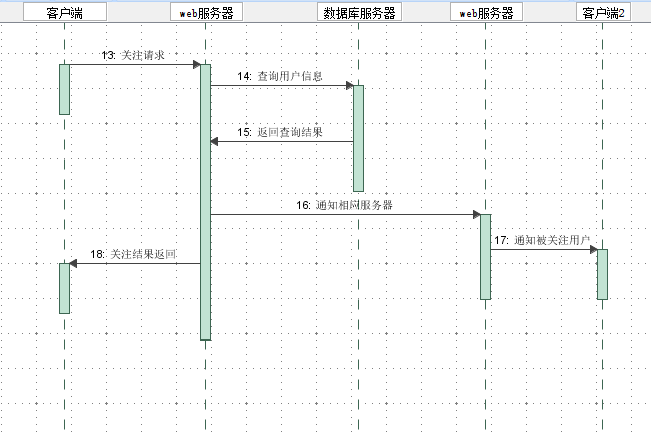 客户端
web服务器
数据库服务器
web服务器
客户端2
13: 关注请求
14: 查询用户信息
15: 返回查询结果
16: 通知相应服务器
17: 通知被关注用户
18: 关注结果返回